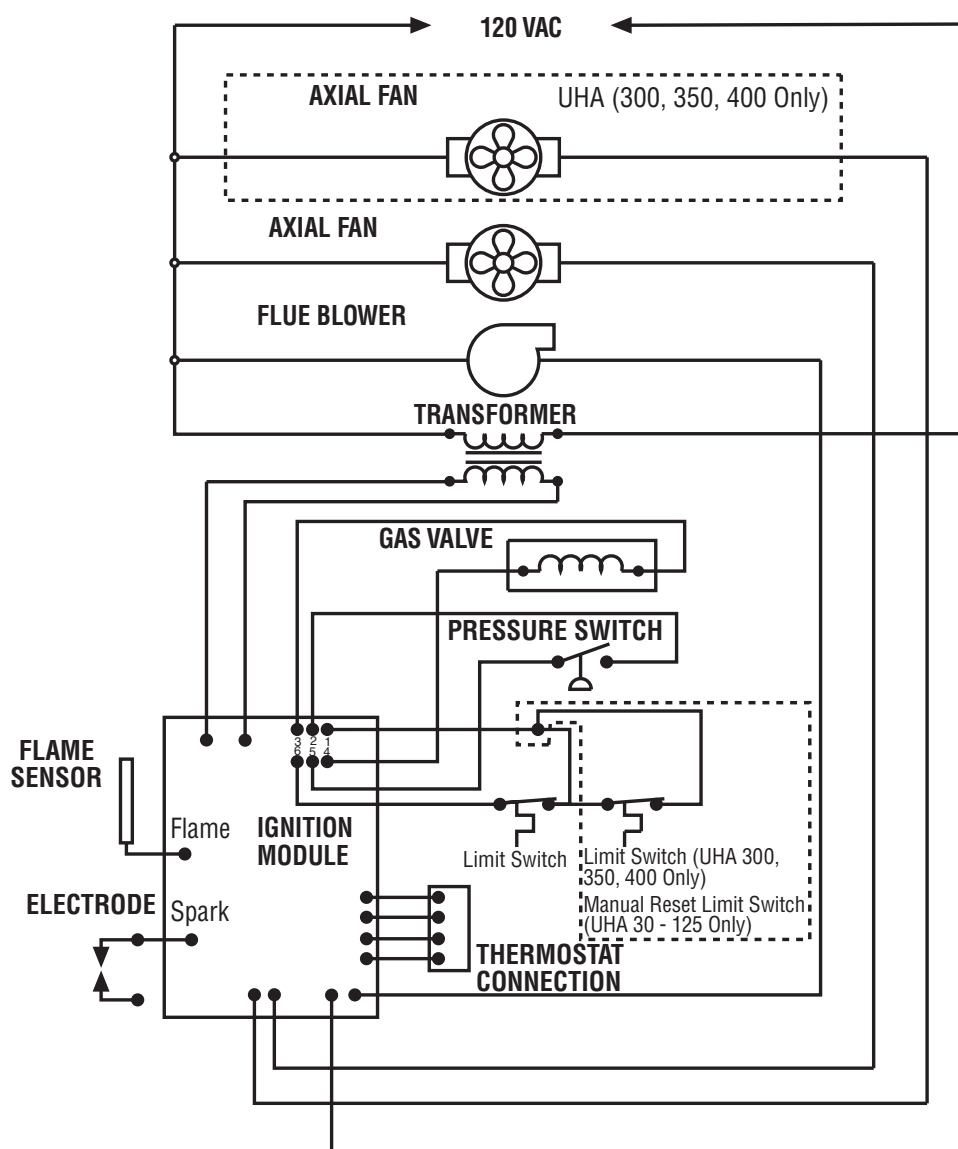 120 VAC
AXIAL FAN
UHA (300, 350, 400 Only)
AXIAL FAN
FLUE BLOWER
TRANSFORMER
GAS VALVE
PRESSURE SWITCH
3 2 1
6 5 4
FLAME
SENSOR
Flame
IGNITION
MODULE
Limit Switch
Limit Switch (UHA 300,
350, 400 Only)
Manual Reset Limit Switch
(UHA 30 - 125 Only)
ELECTRODE
Spark
THERMOSTAT
CONNECTION